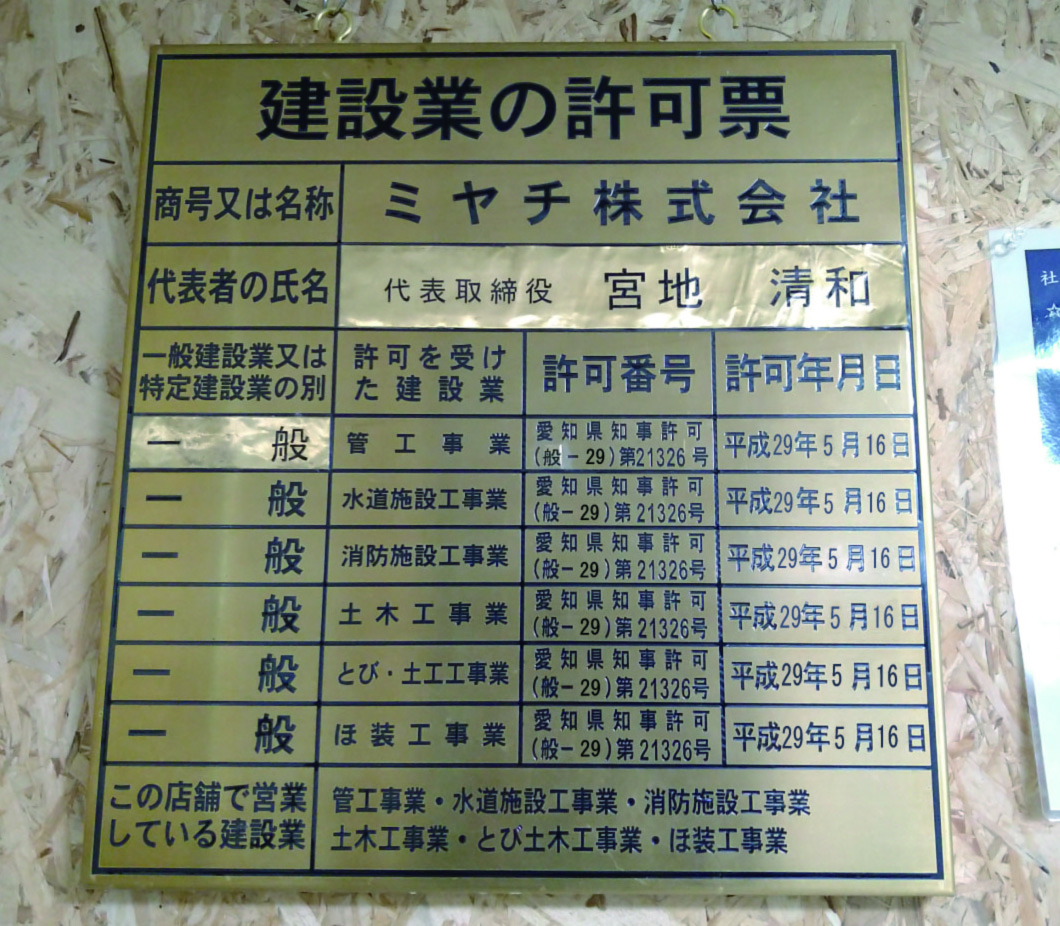 建設業の許可票
商号又は名称 ミヤチ株式会社
代表者の氏名 代表取締役 宮地 清和
一般建設業又は
特定建設業の別
許可を受け
た建設業
許可番号
許可年月日
一般 管工事業 愛知県知事許可
(般-29)第21326号
平成29年5月16日
一般 水道施設工事業 愛知県知事許可
(般-29)第21326号
平成29年5月16日
一般 消防施設工事業 愛知県知事許可
(般-29)第21326号
平成29年5月16日
一般 土木工事業 愛知県知事許可
(般-29)第21326号
平成29年5月16日
一般 とび・土工工事業 愛知県知事許可
(般-29)第21326号
平成29年5月16日
一般 ほ装工事業 愛知県知事許可
(般-29)第21326号
平成29年5月16日
この店舗で営業
している建設業
管工事業・水道施設工事業・消防施設工事業
土木工事業・とび土木工事業・ほ装工事業
社
☆